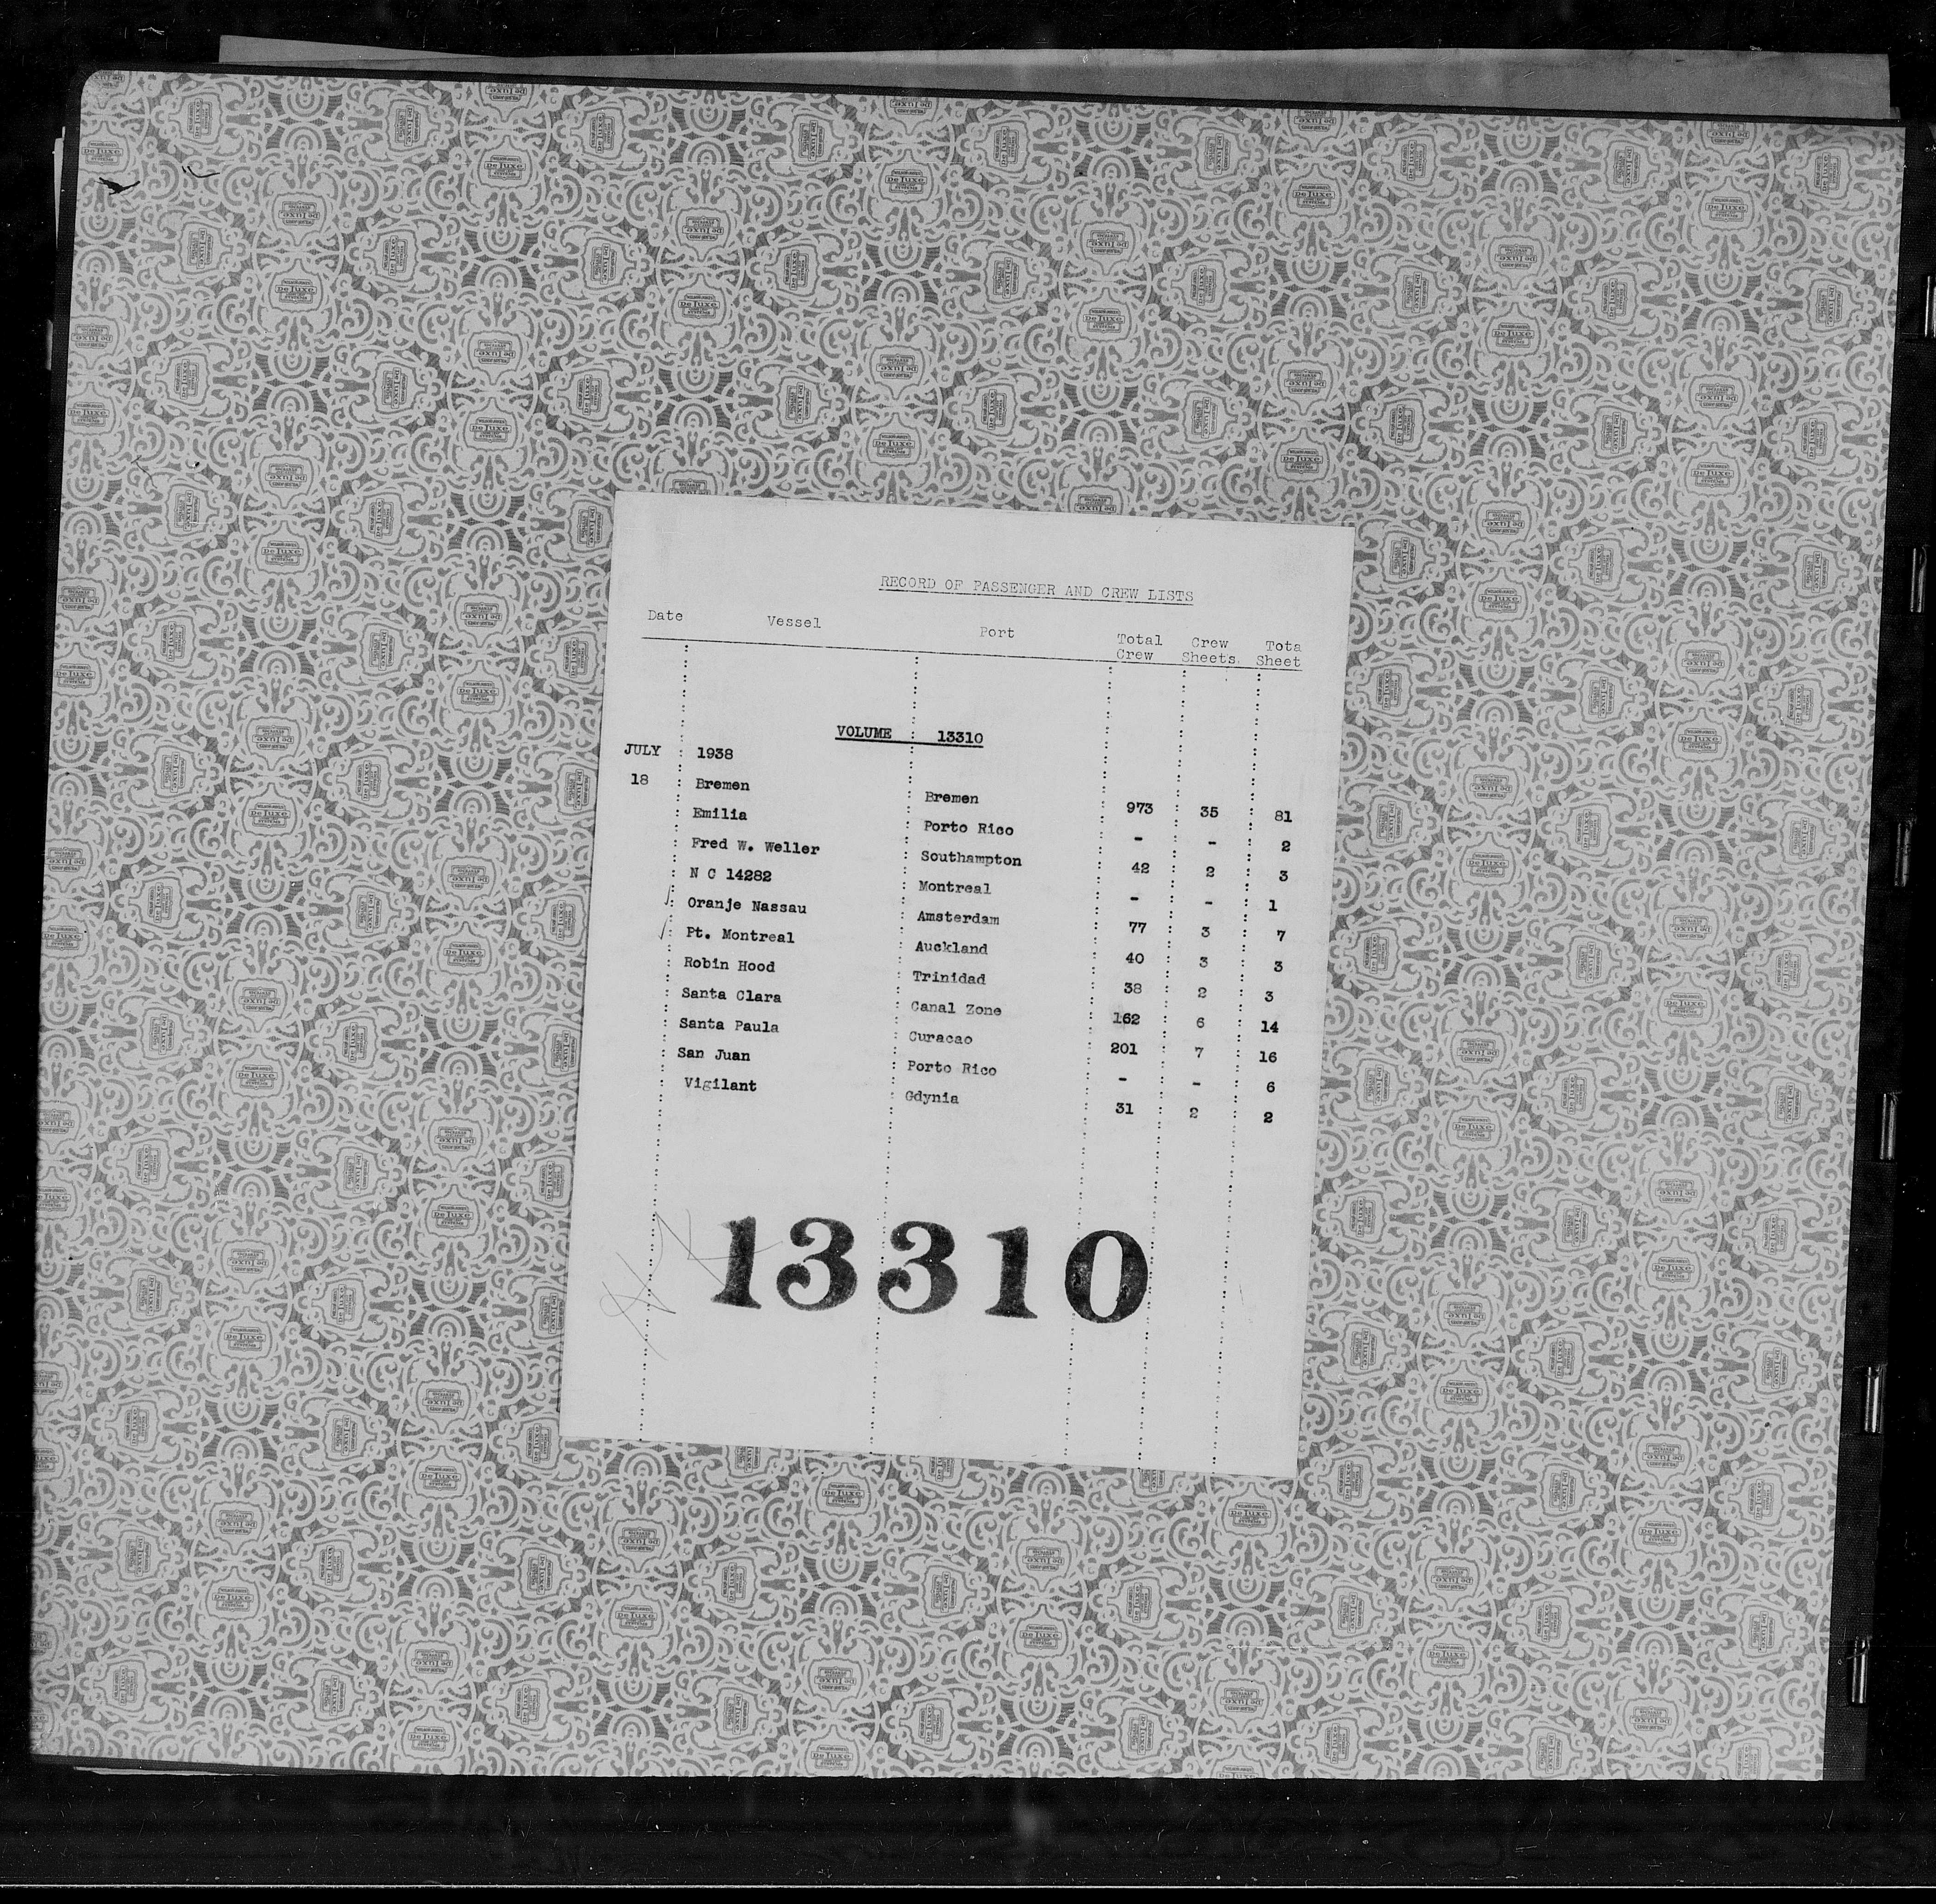 RECORD OF PASSENGER AND CREW LISTS
Date Vessel Port Total Crew Crew Sheets Tota Sheet
VOLUME : 13310
JULY : 1938
18 : Bremen : Bremen : 973 : 35 : 81
: Emilia : Porto Rico : - : - : 2
: Fred W. Weller : Southampton : 42 : 2 : 3
: N C 14282 : Montreal : - : - : 1
: Oranje Nassau : Amsterdam : 77 : 3 : 7
: Pt. Montreal : Auckland : 40 : 3 : 3
: Robin Hood : Trinidad : 38 : 2 : 3
: Santa Clara : Canal Zone : 162 : 6 : 14
: Santa Paula : Curacao : 201 : 7 : 16
: San Juan : Porto Rico : - : - : 6
: Vigilant : Gdynia : 31 : 2 : 2
13310
De Luxe